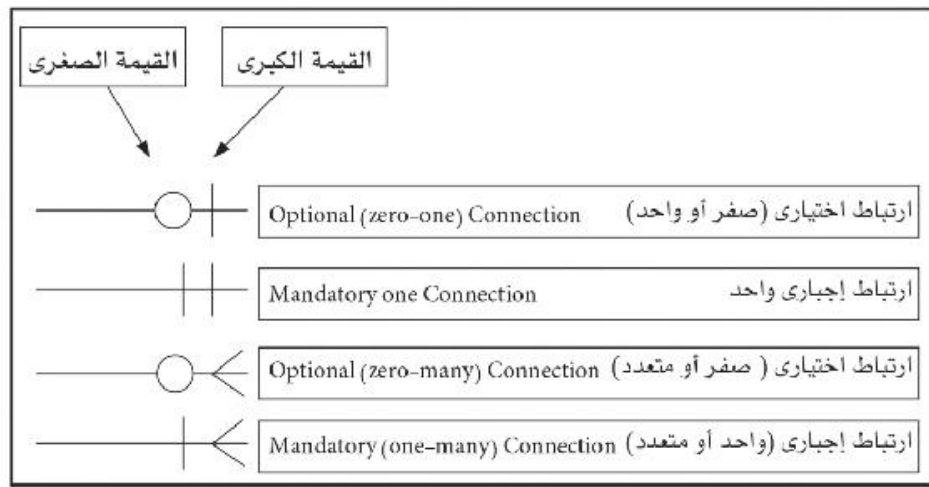 القيمة الصغرى
القيمة الكبرى
Optional (zero-one) Connection ارتباط اختيارى (صفر أو واحد)
Mandatory one Connection ارتباط إجبارى واحد
Optional (zero-many) Connection ارتباط اختيارى ( صفر أو متعدد)
Mandatory (one-many) Connection ارتباط إجبارى (واحد أو متعدد)